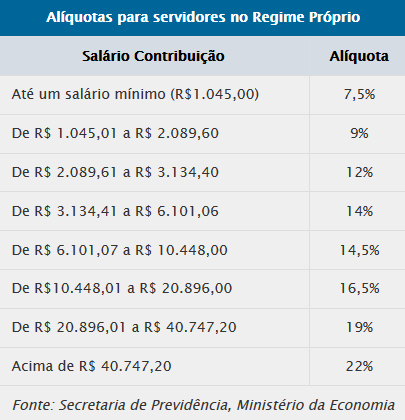 Alíquotas para servidores no Regime Próprio
Salário Contribuição Alíquota
Até um salário mínimo (R$1.045,00) 7,5%
De R$ 1.045,01 a R$ 2.089,60 9%
De R$ 2.089,61 a R$ 3.134,40 12%
De R$ 3.134,41 a R$ 6.101,06 14%
De R$ 6.101,07 a R$ 10.448,00 14,5%
De R$10.448,01 a R$ 20.896,00 16,5%
De R$ 20.896,01 a R$ 40.747,20 19%
Acima de R$ 40.747,20 22%
Fonte: Secretaria de Previdência, Ministério da Economia